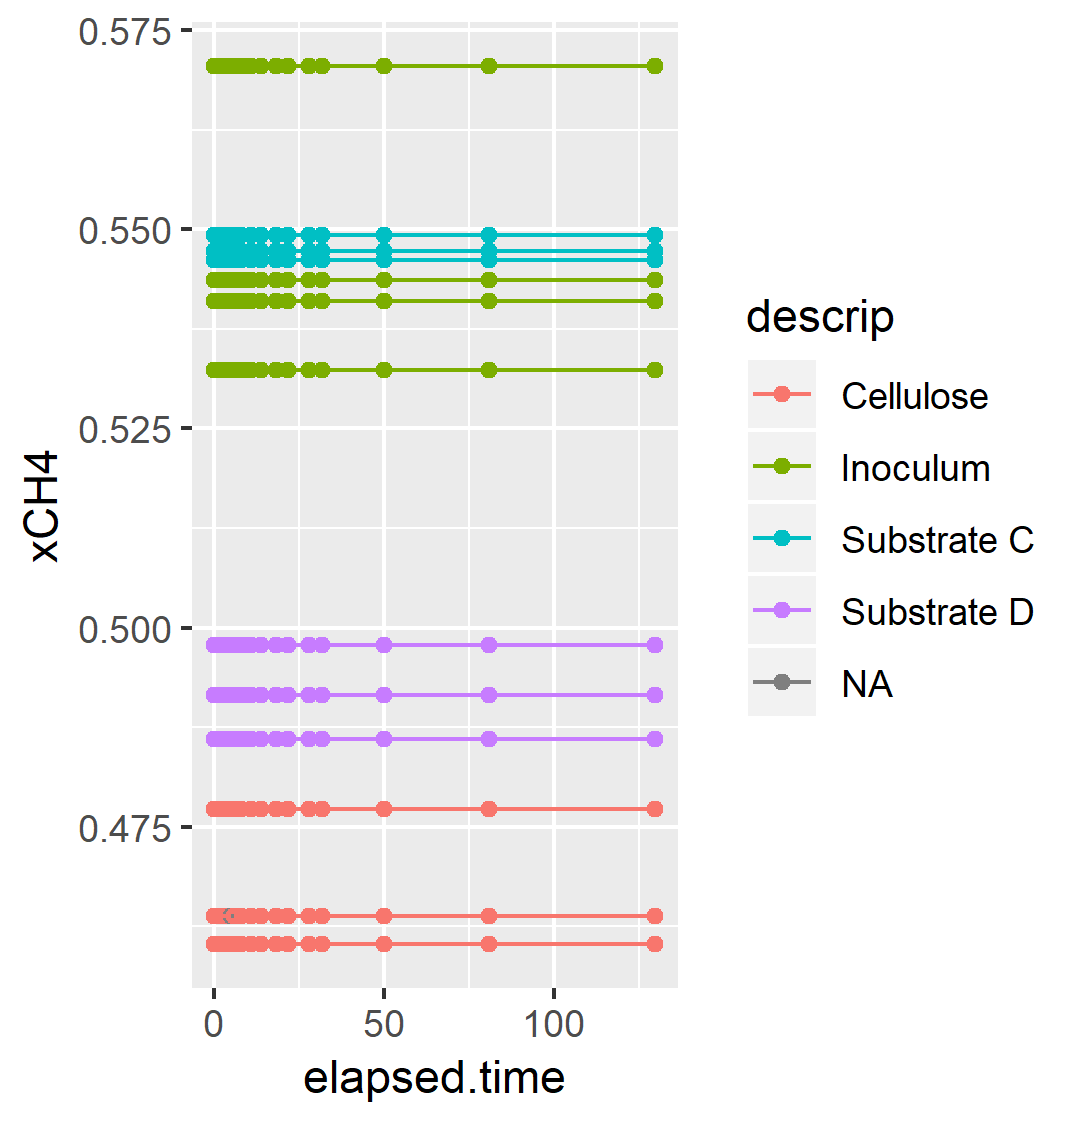 0.575
0.550
0.525
0.500
0.475
xCH4
0 50 100
elapsed.time
descrip
Cellulose
Inoculum
Substrate C
Substrate D
NA